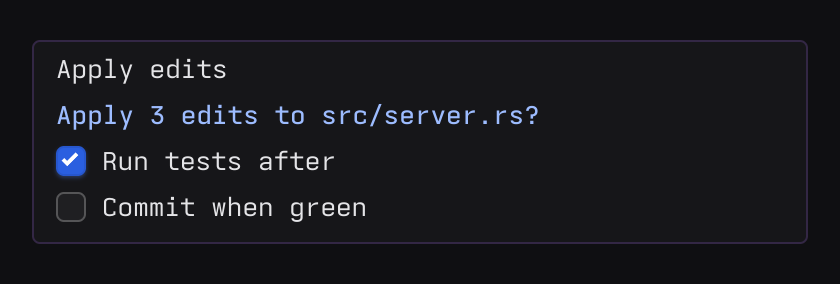 Apply edits
Apply 3 edits to src/server.rs?
Run tests after
Commit when green